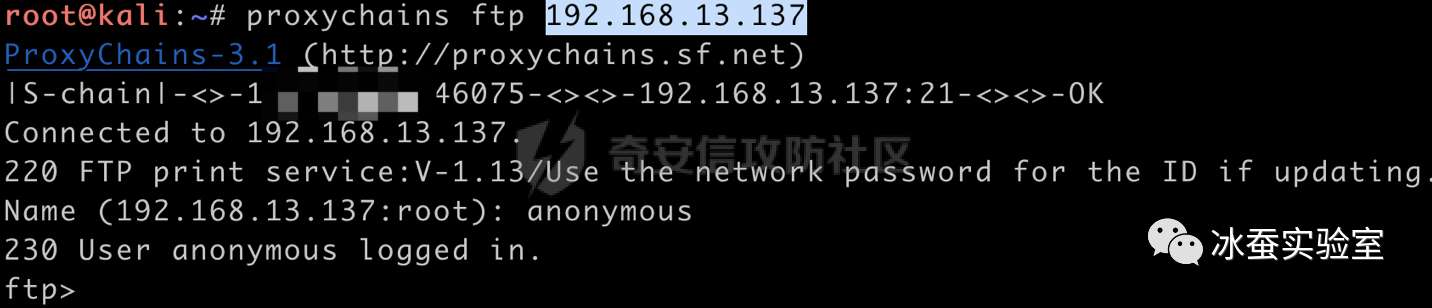 root@kali:~# proxychains ftp 192.168.13.137
ProxyChains-3.1 (http://proxychains.sf.net)
|S-chain|-<>-1 46075-<><>-192.168.13.137:21-<><>-OK
Connected to 192.168.13.137.
220 FTP print service:V-1.13/Use the network password for the ID if updating.
Name (192.168.13.137:root): anonymous
230 User anonymous logged in.
ftp>
奇安信攻防社区
冰蚕实验室